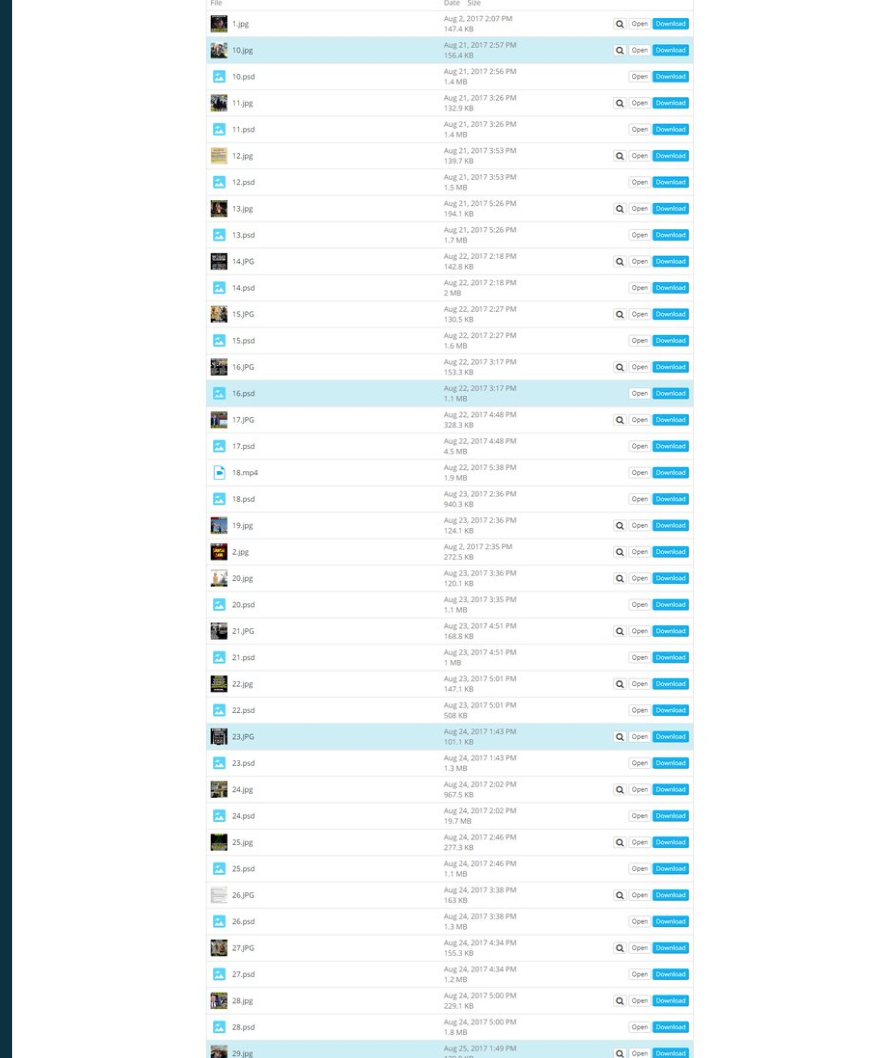 File Date Size
1.jpg Aug 2, 2017 2:07 PM Open Download
147.4 KB
10.jpg Aug 21, 2017 2:57 PM Open Download
156.4 KB
10.psd Aug 21, 2017 2:56 PM Open Download
1.4 MB
11.jpg Aug 21, 2017 3:26 PM Open Download
132.9 KB
11.psd Aug 21, 2017 3:26 PM Open Download
1.4 MB
12.jpg Aug 21, 2017 3:53 PM Open Download
139.7 KB
12.psd Aug 21, 2017 3:53 PM Open Download
1.5 MB
13.jpg Aug 21, 2017 5:26 PM Open Download
194.1 KB
13.psd Aug 21, 2017 5:26 PM Open Download
1.7 MB
14.JPG Aug 22, 2017 2:18 PM Open Download
142.8 KB
14.psd Aug 22, 2017 2:18 PM Open Download
2 MB
15.JPG Aug 22, 2017 2:27 PM Open Download
130.5 KB
15.psd Aug 22, 2017 2:27 PM Open Download
1.6 MB
16.JPG Aug 22, 2017 3:17 PM Open Download
153.3 KB
16.psd Aug 22, 2017 3:17 PM Open Download
1.1 MB
17.JPG Aug 22, 2017 4:48 PM Open Download
328.3 KB
17.psd Aug 22, 2017 4:48 PM Open Download
4.5 MB
18.mp4 Aug 22, 2017 5:38 PM Open Download
1.9 MB
18.psd Aug 23, 2017 2:36 PM Open Download
940.3 KB
19.jpg Aug 23, 2017 2:36 PM Open Download
124.1 KB
2.jpg Aug 2, 2017 2:35 PM Open Download
272.5 KB
20.jpg Aug 23, 2017 3:36 PM Open Download
120.1 KB
20.psd Aug 23, 2017 3:35 PM Open Download
1.1 MB
21.JPG Aug 23, 2017 4:51 PM Open Download
168.8 KB
21.psd Aug 23, 2017 4:51 PM Open Download
1 MB
22.jpg Aug 23, 2017 5:01 PM Open Download
147.1 KB
22.psd Aug 23, 2017 5:01 PM Open Download
508 KB
23.JPG Aug 24, 2017 1:43 PM Open Download
101.1 KB
23.psd Aug 24, 2017 1:43 PM Open Download
1.3 MB
24.jpg Aug 24, 2017 2:02 PM Open Download
967.5 KB
24.psd Aug 24, 2017 2:02 PM Open Download
19.7 MB
25.jpg Aug 24, 2017 2:46 PM Open Download
277.3 KB
25.psd Aug 24, 2017 2:46 PM Open Download
1.1 MB
26.JPG Aug 24, 2017 3:38 PM Open Download
163 KB
26.psd Aug 24, 2017 3:38 PM Open Download
1.3 MB
27.JPG Aug 24, 2017 4:34 PM Open Download
155.3 KB
27.psd Aug 24, 2017 4:34 PM Open Download
1.2 MB
28.jpg Aug 24, 2017 5:00 PM Open Download
229.1 KB
28.psd Aug 24, 2017 5:00 PM Open Download
1.8 MB
29.jpg Aug 25, 2017 1:49 PM Open Download